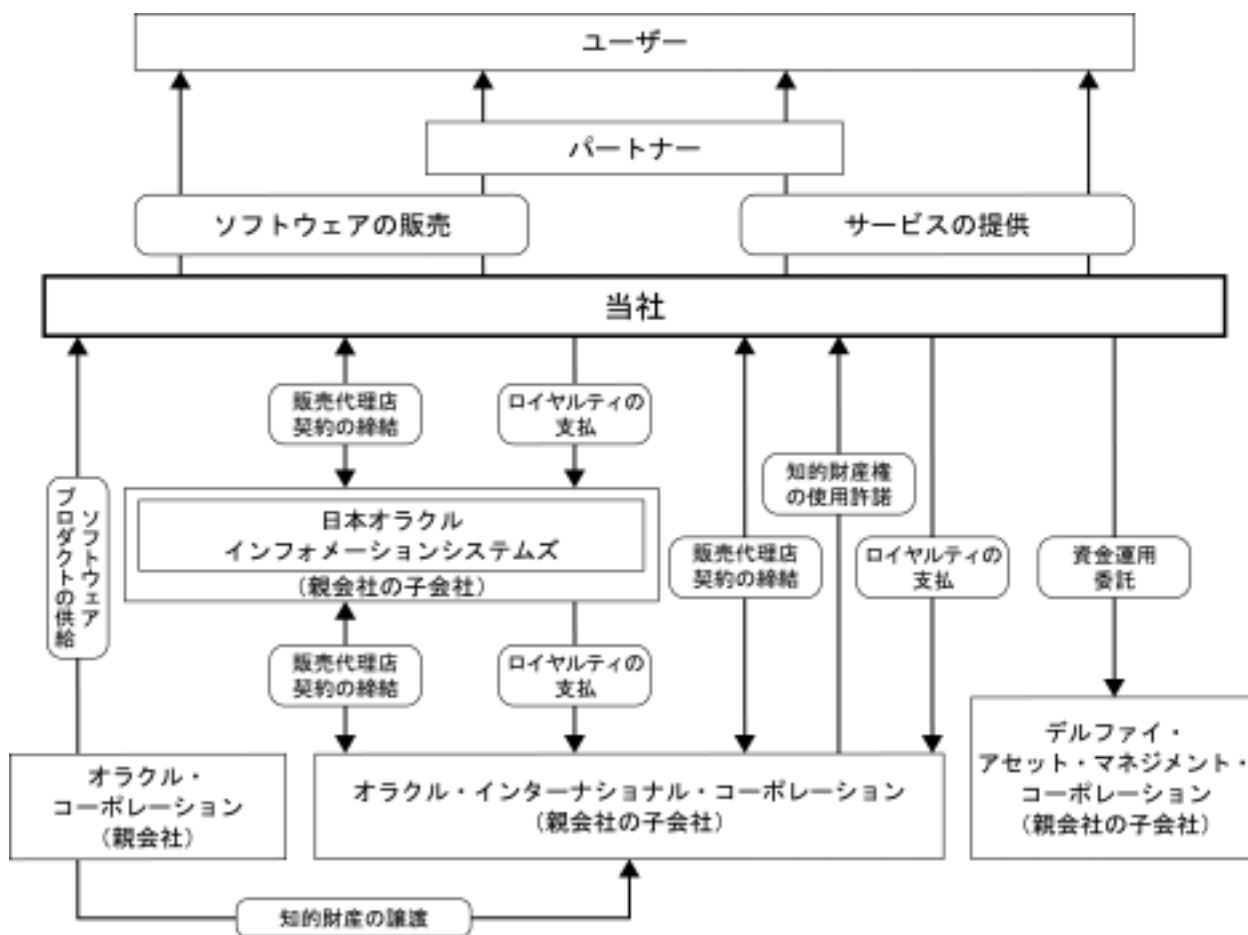 ユーザー
パートナー
ソフトウェアの販売
サービスの提供
当社
販売代理店
契約の締結
ロイヤルティの
支払
知的財産権
の使用許諾
ソフトウェア
プロダクトの供給
日本オラクル
インフォメーションシステムズ
(親会社の子会社)
販売代理店
契約の締結
ロイヤルティの
支払
資金運用
委託
販売代理店
契約の締結
ロイヤルティの
支払
オラクル・
コーポレーション
(親会社)
オラクル・インターナショナル・コーポレーション
(親会社の子会社)
デルファイ・
アセット・マネジメント・
コーポレーション
(親会社の子会社)
知的財産の譲渡